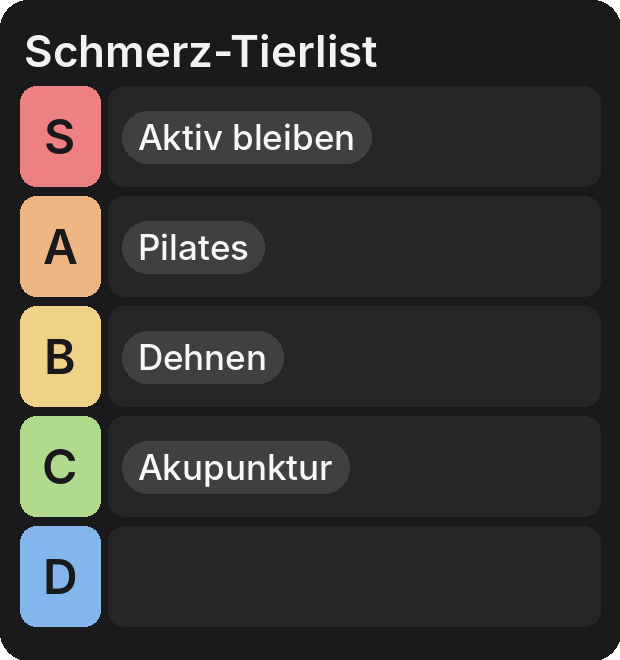 Schmerz-Tierlist
S Aktiv bleiben
A Pilates
B Dehnen
C Akupunktur
D